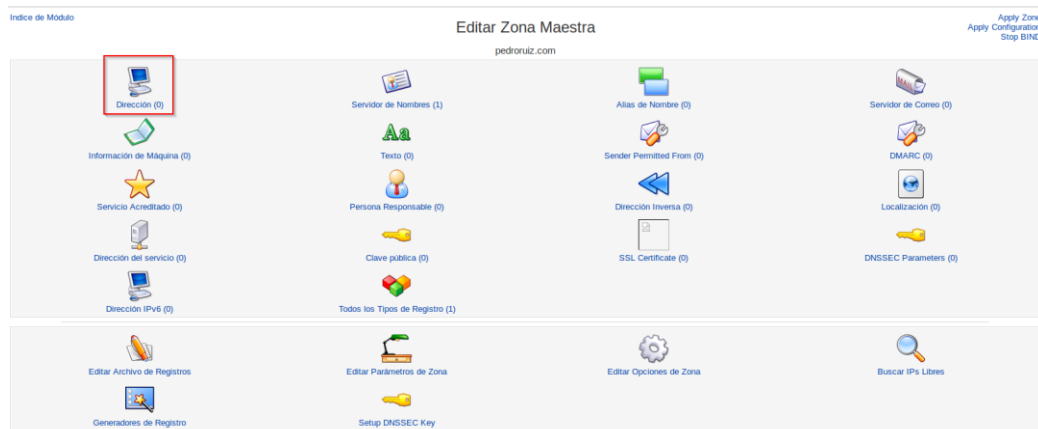 Indice de Módulo
Editar Zona Maestra
Apply Zone
Apply Configuration
Stop BIND
pedroruiz.com
Dirección (0)
Servidor de Nombres (1)
Alias de Nombre (0)
Servidor de Correo (0)
Información de Máquina (0)
Texto (0)
Sender Permitted From (0)
DMARC (0)
Servicio Acreditado (0)
Persona Responsable (0)
Dirección Inversa (0)
Localización (0)
Dirección del servicio (0)
Clave pública (0)
SSL Certificate (0)
DNSSEC Parameters (0)
Dirección IPv6 (0)
Todos los Tipos de Registro (1)
Editar Archivo de Registros
Editar Parámetros de Zona
Editar Opciones de Zona
Buscar IPs Libres
Generadores de Registro
Setup DNSSEC Key